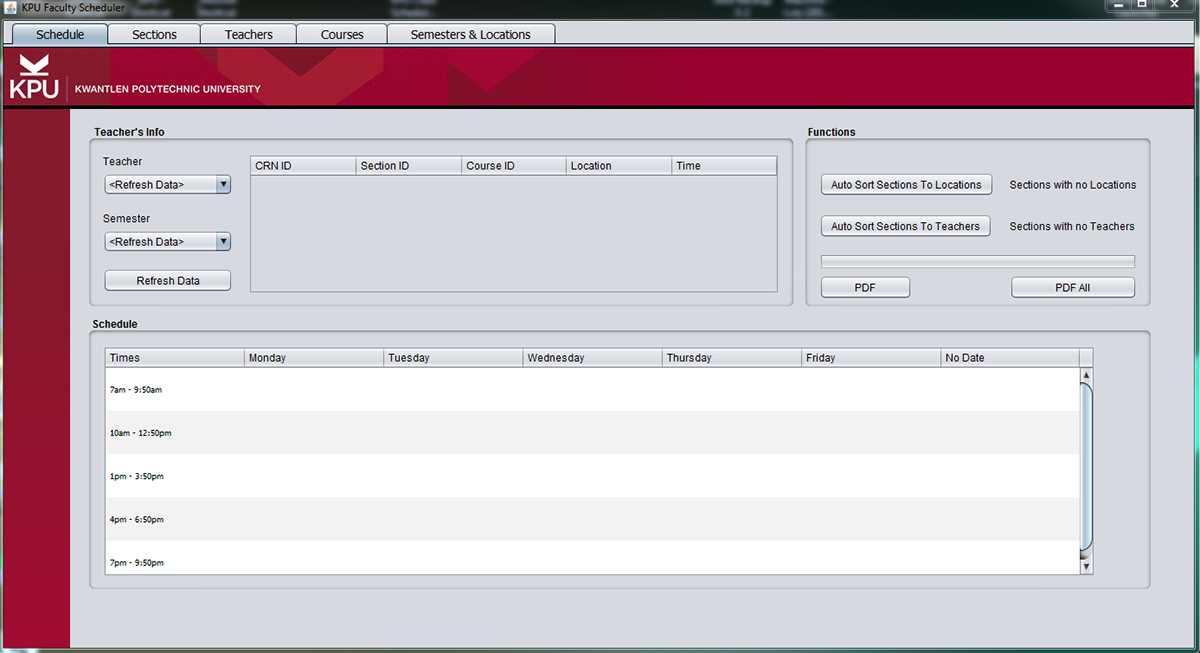 KPU Faculty Scheduler
Schedule
Sections
Teachers
Courses
Semesters & Locations
KPU
KWANTLEN POLYTECHNIC UNIVERSITY
Teacher's Info
Teacher
<Refresh Data>
Semester
<Refresh Data>
Refresh Data
CRN ID Section ID Course ID Location Time
Functions
Auto Sort Sections To Locations Sections with no Locations
Auto Sort Sections To Teachers Sections with no Teachers
PDF PDF All
Schedule
Times Monday Tuesday Wednesday Thursday Friday No Date
7am - 9:50am
10am - 12:50pm
1pm - 3:50pm
4pm - 6:50pm
7pm - 9:50pm